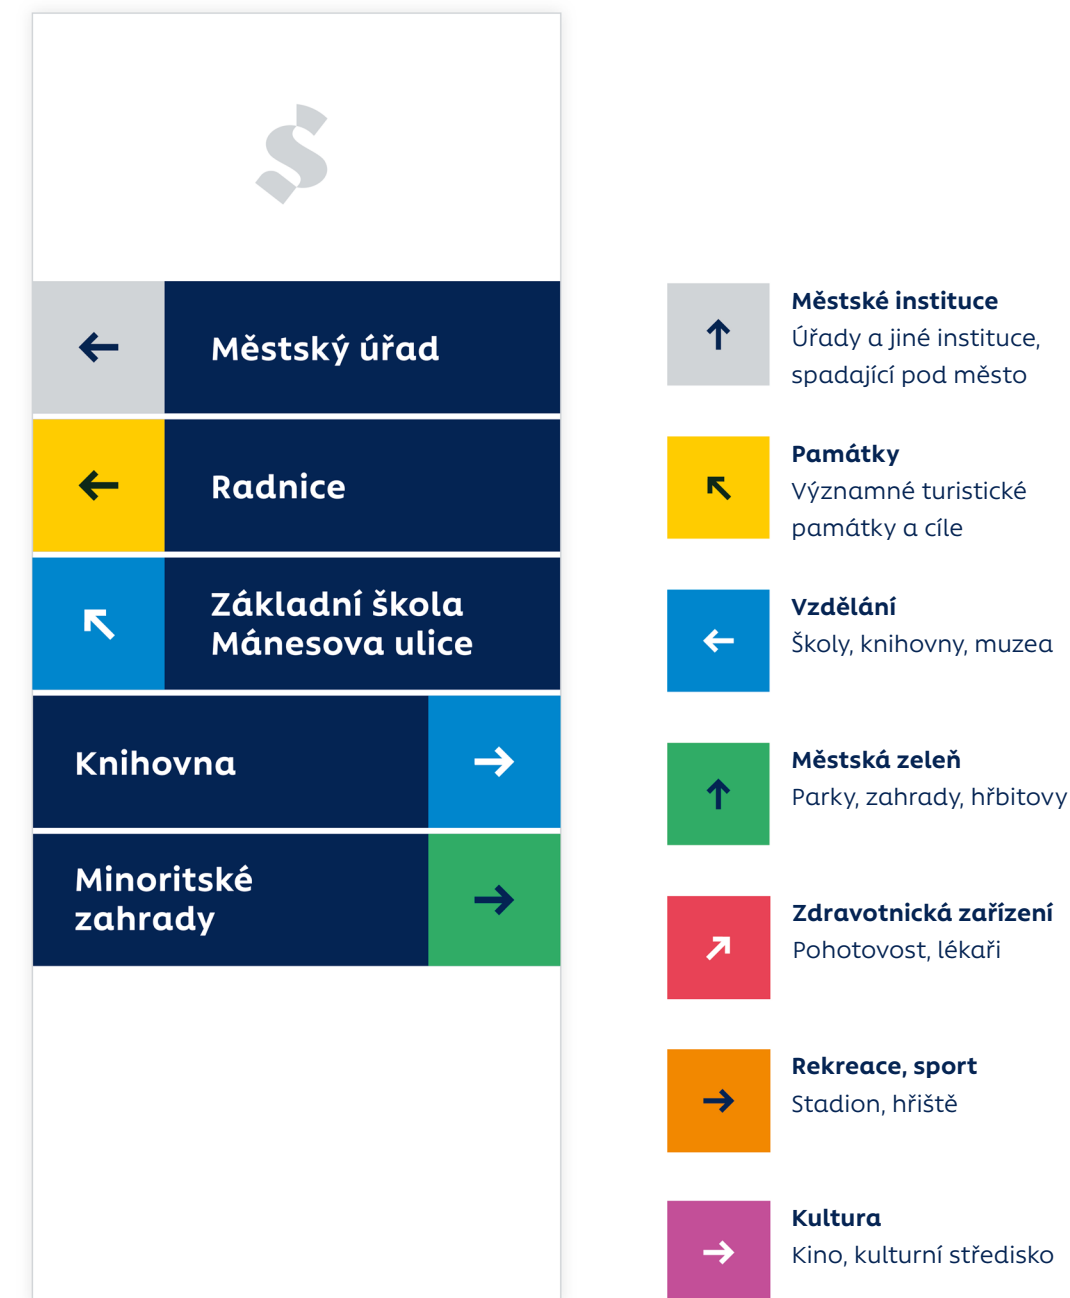 Městský úřad
Radnice
Základní škola
Mánesova ulice
Knihovna
Minoritské
zahrady
Městské instituce
Úřady a jiné instituce,
spadající pod město
Památky
Významné turistické
památky a cíle
Vzdělání
Školy, knihovny, muzea
Městská zeleň
Parky, zahrady, hřbitovy
Zdravotnická zařízení
Pohotovost, lékaři
Rekreace, sport
Stadion, hřiště
Kultura
Kino, kulturní středisko